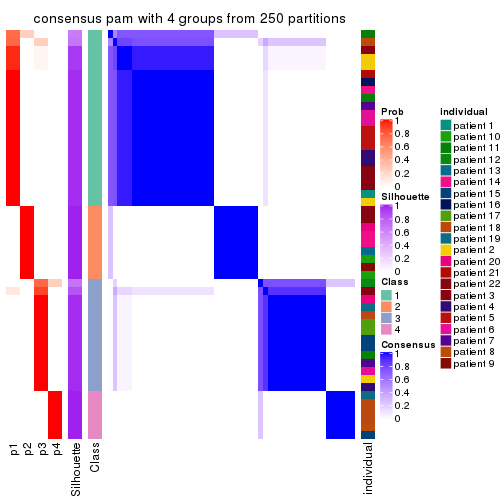 consensus pam with 4 groups from 250 partitions
Prob
1
0.8
0.6
0.4
0.2
0
Silhouette
1
0.8
0.6
0.4
0.2
0
Class
1
2
3
4
Consensus
1
0.8
0.6
0.4
0.2
0
individual
patient 1
patient 10
patient 11
patient 12
patient 13
patient 14
patient 15
patient 16
patient 17
patient 18
patient 19
patient 2
patient 20
patient 21
patient 22
patient 3
patient 4
patient 5
patient 6
patient 7
patient 8
patient 9
p1
p2
p3
p4
Silhouette
Class
individual